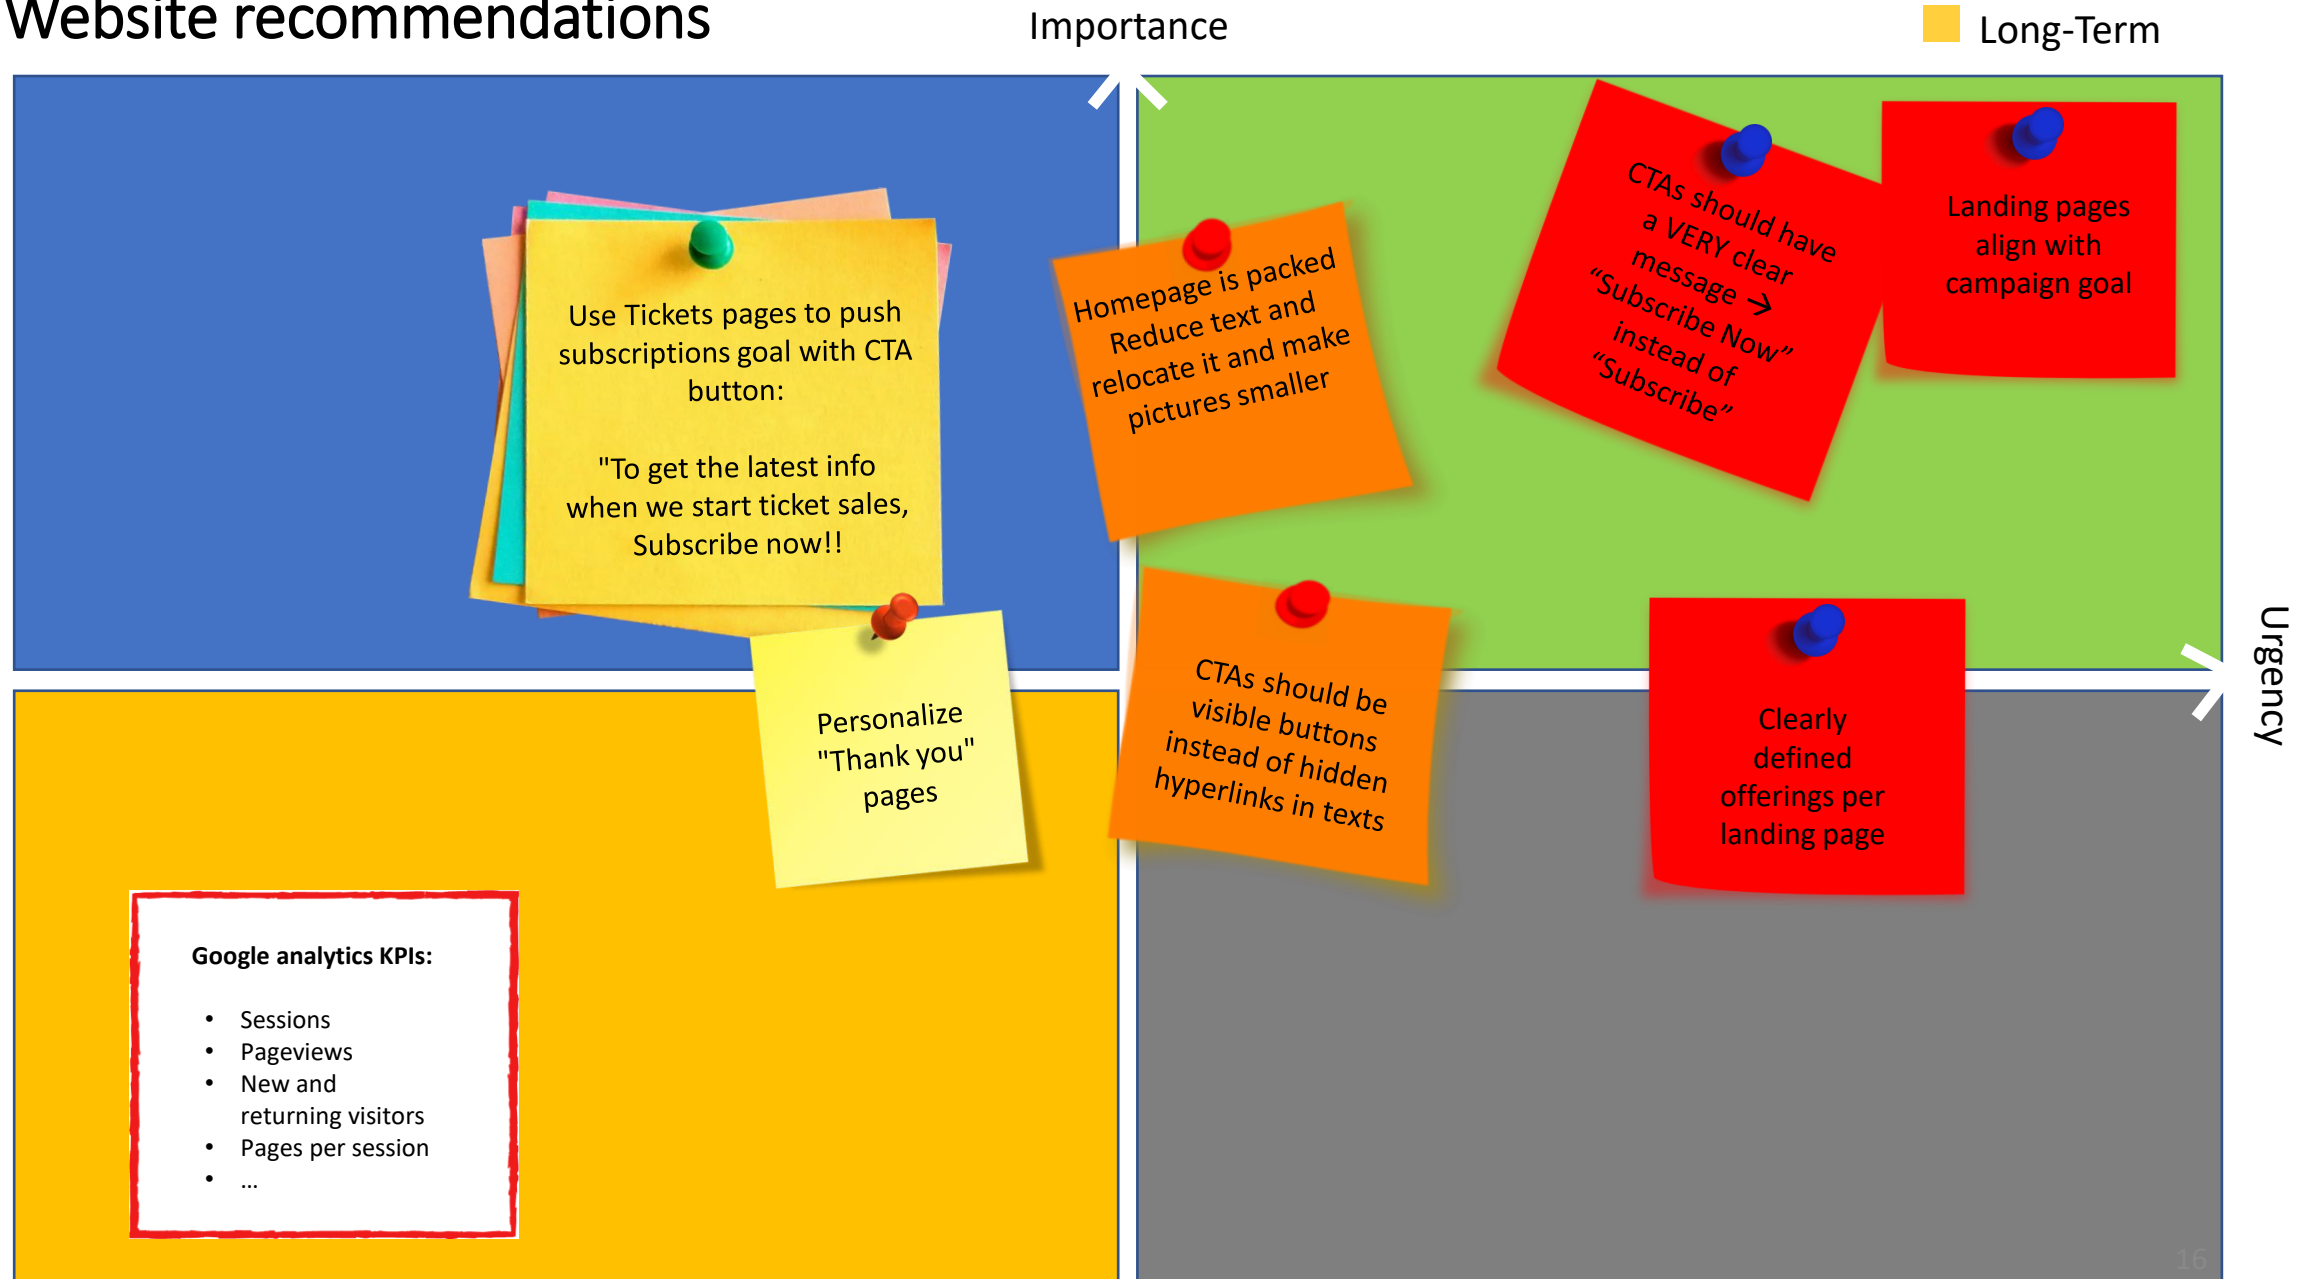 Website recommendations
Importance
Long-Term
Use Tickets pages to push
subscriptions goal with CTA
button:
"To get the latest info
when we start ticket sales,
Subscribe now!!
Homepage is packed
Reduce text and
relocate it and make
pictures smaller
CTAs should have
a VERY clear
message →
“Subscribe Now”
instead of
“Subscribe”
Landing pages
align with
campaign goal
Urgency
Personalize
"Thank you"
pages
CTAs should be
visible buttons
instead of hidden
hyperlinks in texts
Clearly
defined
offerings per
landing page
Google analytics KPIs:
• Sessions
• Pageviews
• New and
returning visitors
• Pages per session
• ...
16